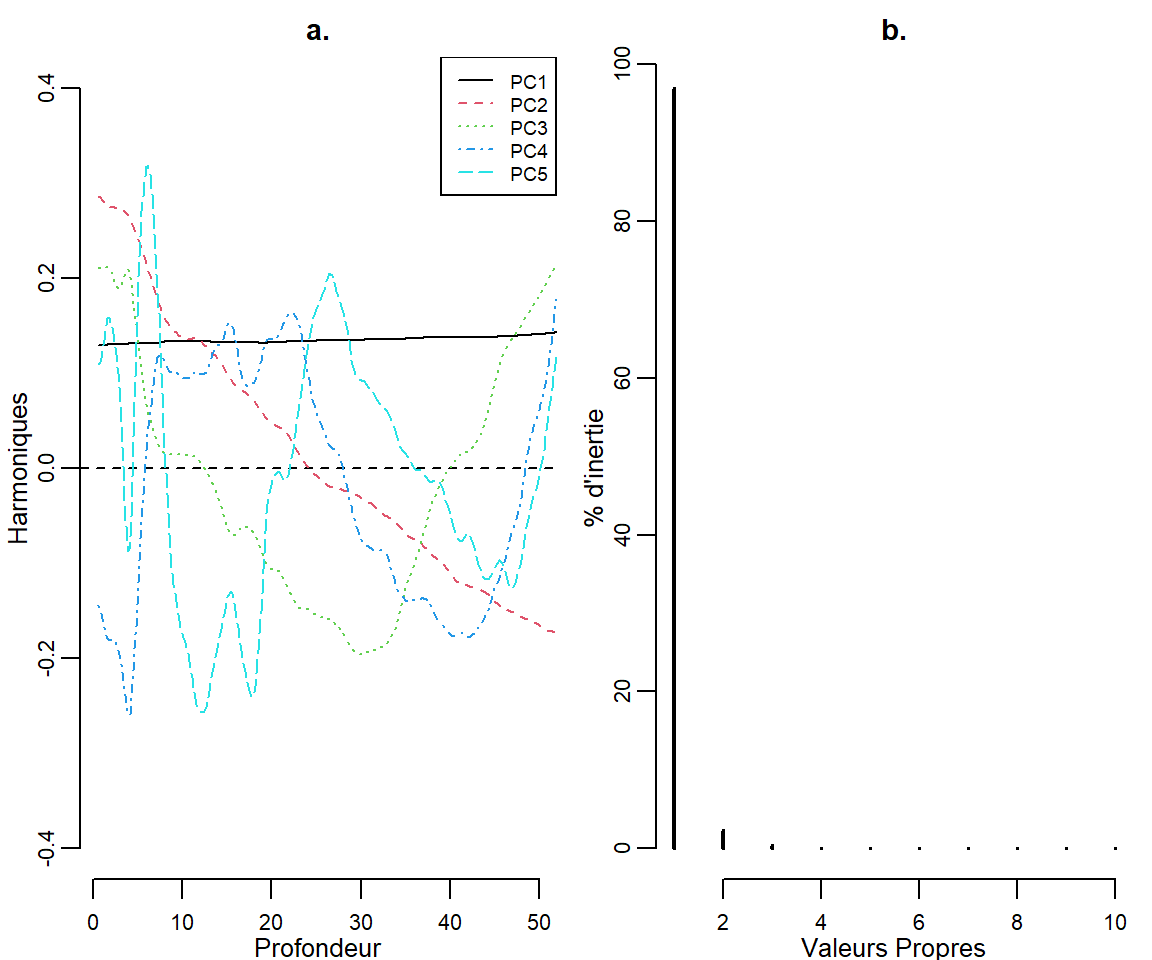 a.
PC1
PC2
PC3
PC4
PC5
Harmoniques
0.4
0.2
0.0
-0.2
-0.4
0 10 20 30 40 50
Profondeur
b.
% d'inertie
100
80
60
40
20
0
2 4 6 8 10
Valeurs Propres